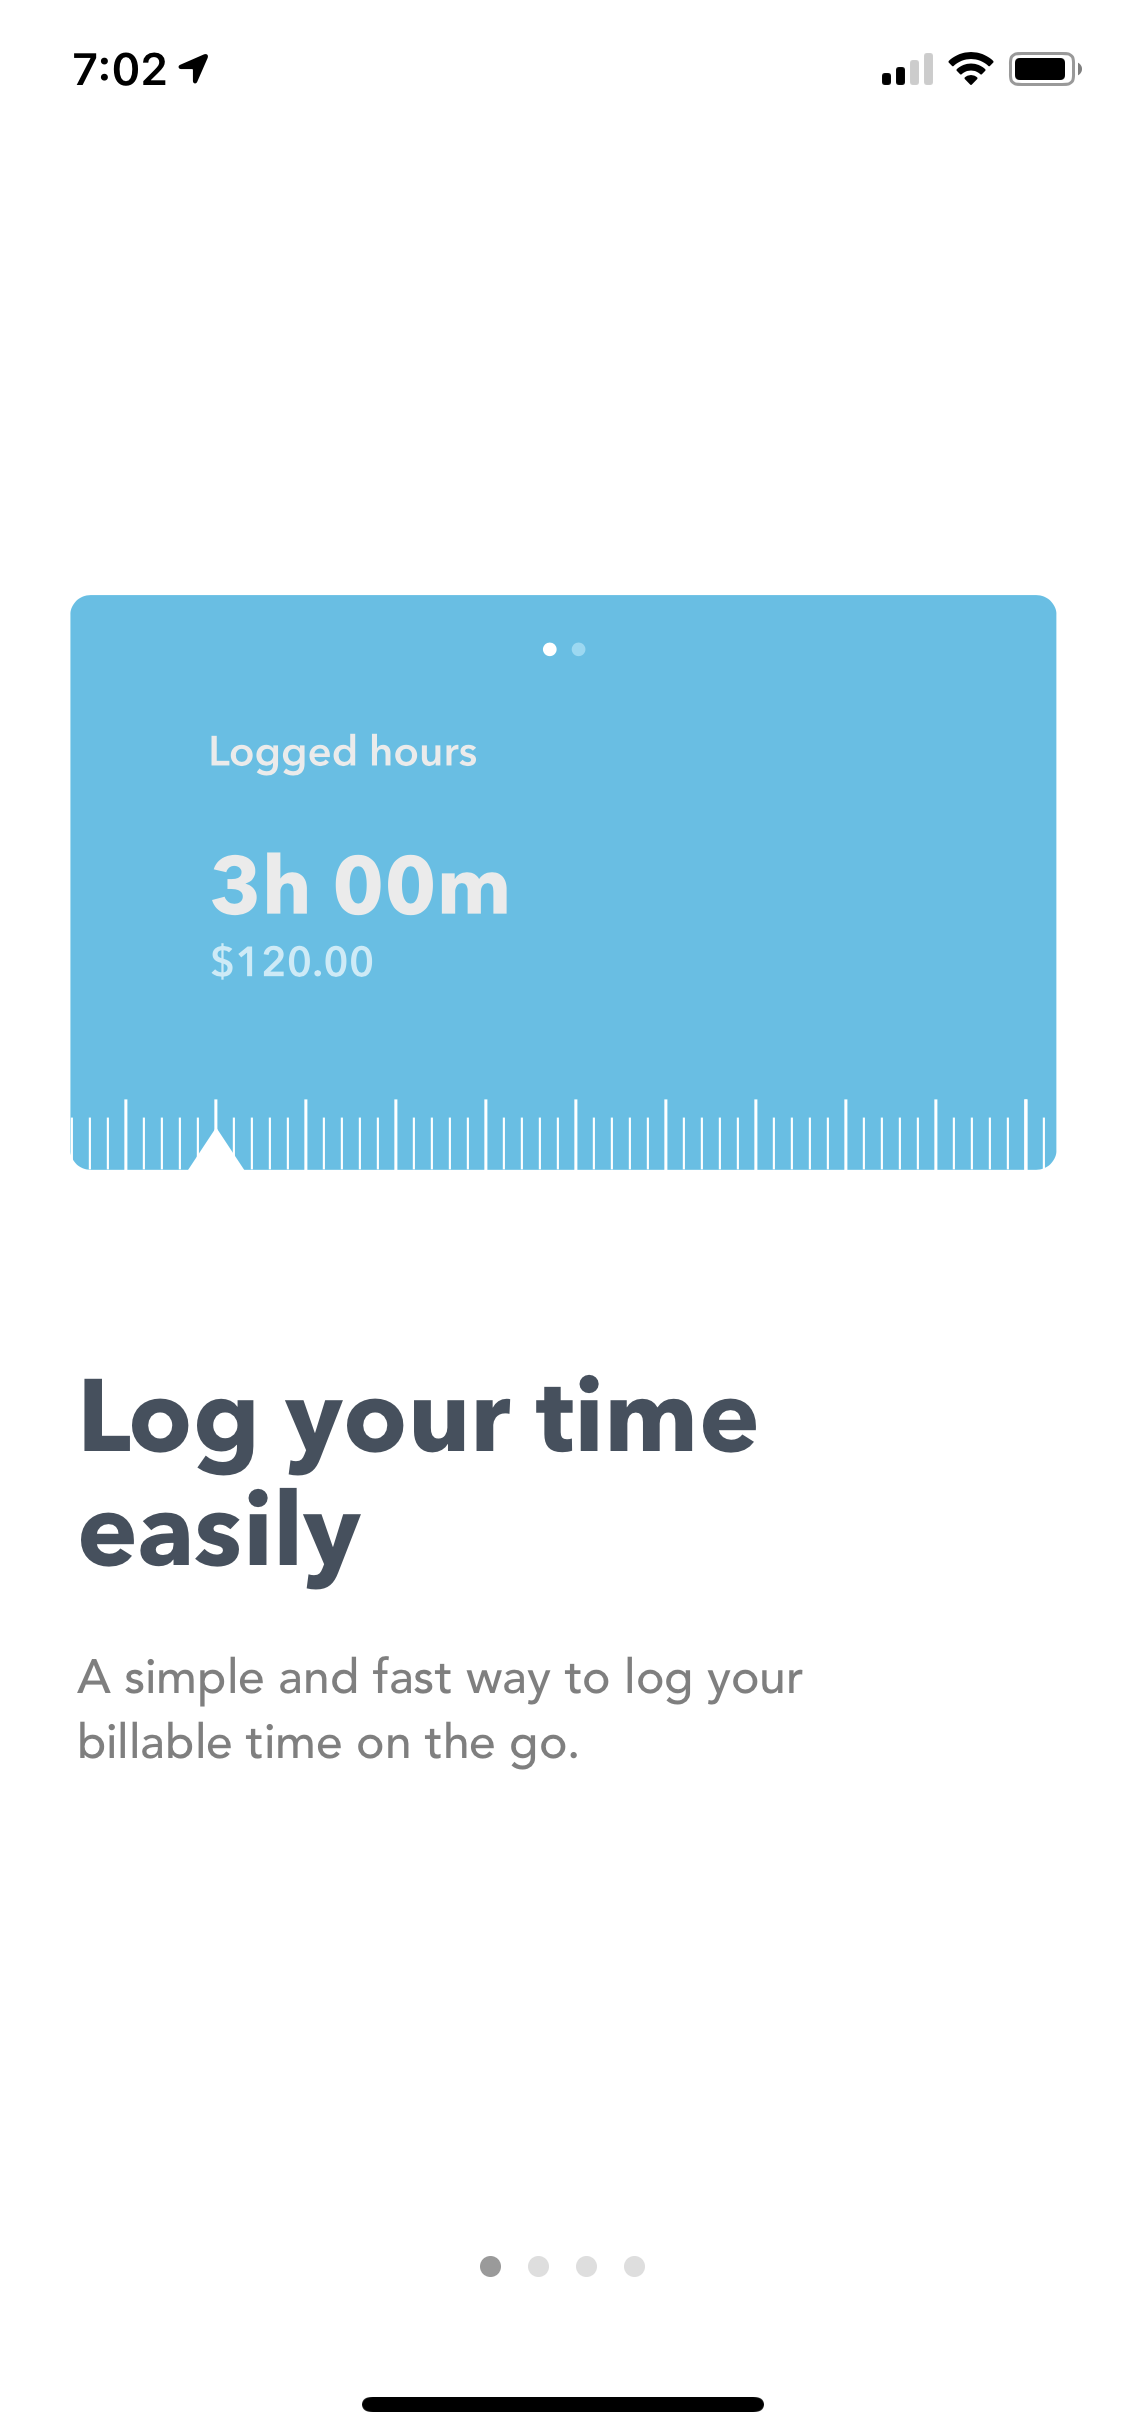 7:02
Logged hours
3h 00m
$120.00
Log your time
easily
A simple and fast way to log your
billable time on the go.